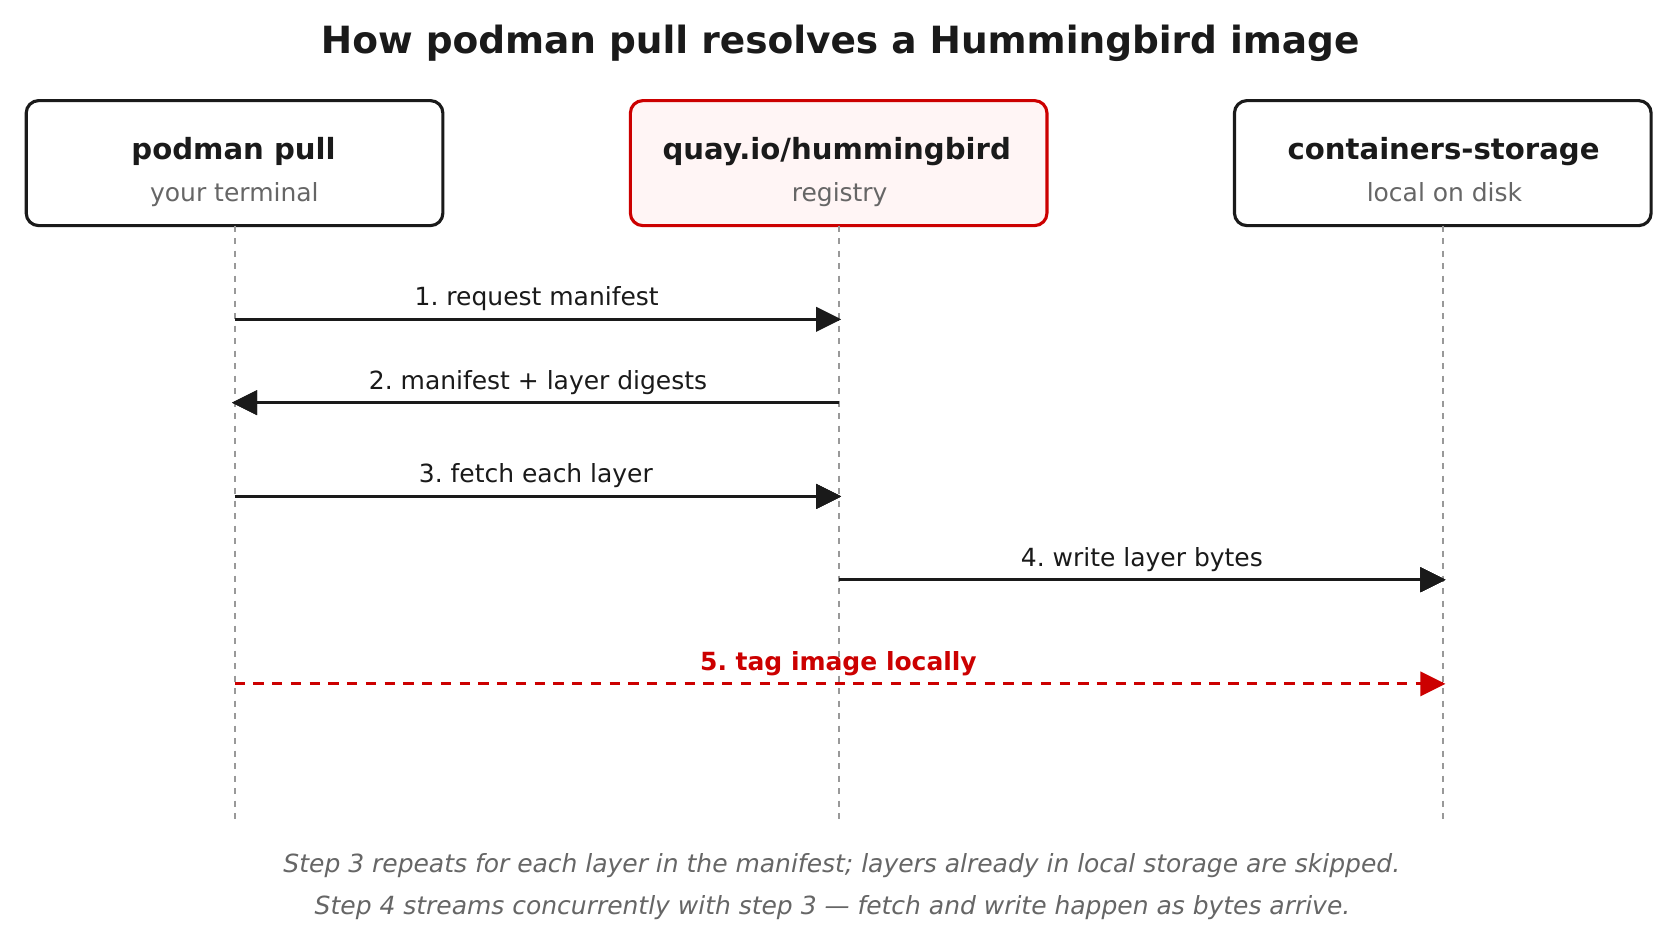 How podman pull resolves a Hummingbird image
podman pull
your terminal
quay.io/hummingbird
registry
containers-storage
local on disk
1. request manifest
2. manifest + layer digests
3. fetch each layer
4. write layer bytes
5. tag image locally
Step 3 repeats for each layer in the manifest; layers already in local storage are skipped.
Step 4 streams concurrently with step 3 — fetch and write happen as bytes arrive.